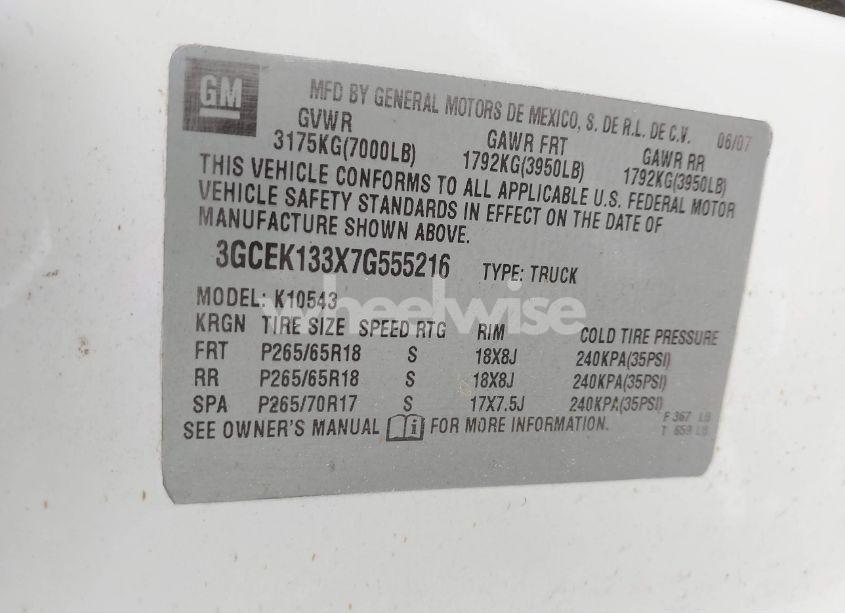 GM
MFD BY GENERAL MOTORS DE MEXICO, S. DE R.L. DE C.V. 06/07
GVWR GAWR FRT GAWR RR
3175KG(7000LB) 1792KG(3950LB) 1792KG(3950LB)
THIS VEHICLE CONFORMS TO ALL APPLICABLE U.S. FEDERAL MOTOR
VEHICLE SAFETY STANDARDS IN EFFECT ON THE DATE OF
MANUFACTURE SHOWN ABOVE.
3GCEK133X7G555216 TYPE: TRUCK
wheelwise
MODEL: K10543
KRGN TIRE SIZE SPEED RTG RIM COLD TIRE PRESSURE
FRT P265/65R18 S 18X8J 240KPA(35PSI)
RR P265/65R18 S 18X8J 240KPA(35PSI)
SPA P265/70R17 S 17X7.5J 240KPA(35PSI)
F 367 LB
SEE OWNER'S MANUAL i FOR MORE INFORMATION.
T 659 LB